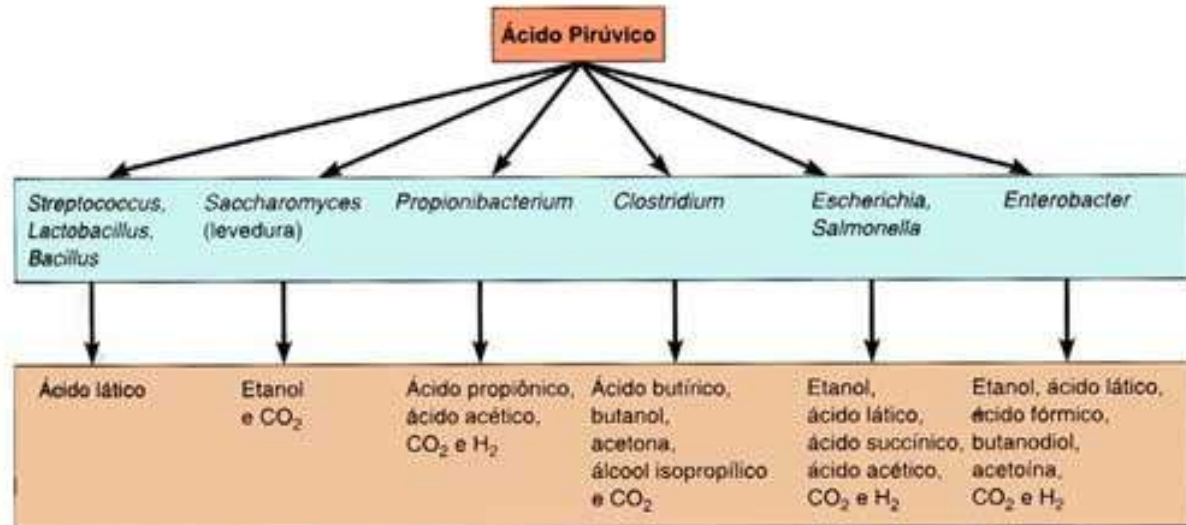 Ácido Pirúvico
Streptococcus,
Lactobacillus,
Bacillus
Saccharomyces
(levedura)
Propionibacterium
Clostridium
Escherichia,
Salmonella
Enterobacter
Ácido lático
Etanol
e CO₂
Ácido propiônico,
ácido acético,
CO₂ e H₂
Ácido butírico,
butanol,
acetona,
álcool isopropílico
e CO₂
Etanol,
ácido lático,
ácido succínico,
ácido acético,
CO₂ e H₂
Etanol, ácido lático,
ácido fórmico,
butanodiol,
acetoína,
CO₂ e H₂